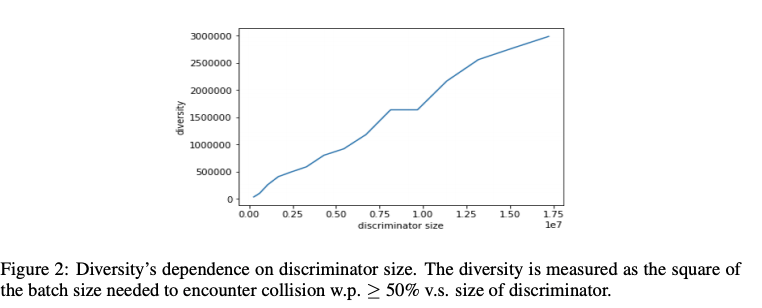 3000000
2500000
2000000
1500000
1000000
500000
0
diversity
0.00 0.25 0.50 0.75 1.00 1.25 1.50 1.75
1e7
discriminator size
Figure 2: Diversity’s dependence on discriminator size. The diversity is measured as the square of
the batch size needed to encounter collision w.p. ≥ 50% v.s. size of discriminator.